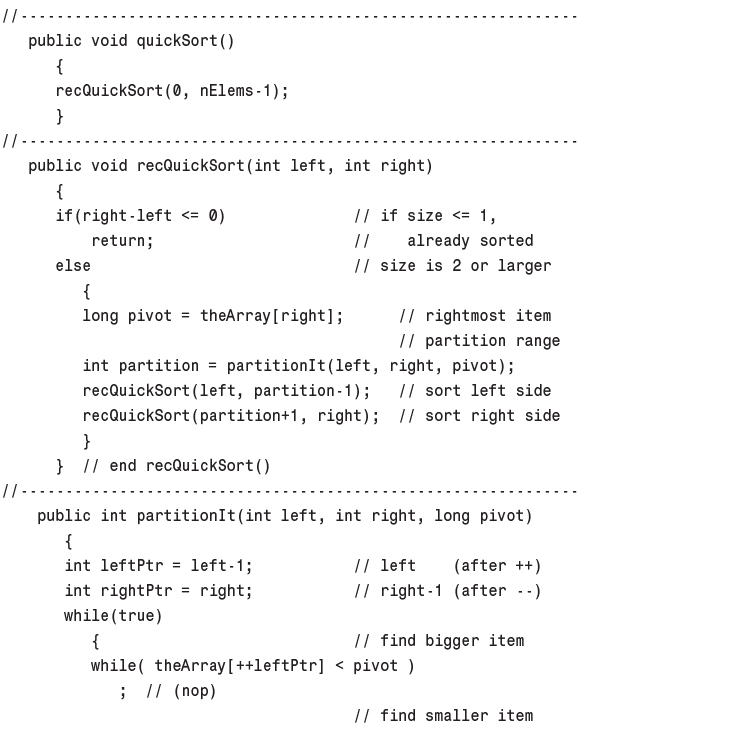 //--------------------------------------------------------------
   public void quickSort()
      {
      recQuickSort(0, nElems-1);
      }
//--------------------------------------------------------------
   public void recQuickSort(int left, int right)
      {
      if(right-left <= 0)              // if size <= 1,
          return;                      //    already sorted
      else                             // size is 2 or larger
         {
         long pivot = theArray[right];      // rightmost item
                                            // partition range
         int partition = partitionIt(left, right, pivot);
         recQuickSort(left, partition-1);   // sort left side
         recQuickSort(partition+1, right);  // sort right side
         }
      }  // end recQuickSort()
//--------------------------------------------------------------
    public int partitionIt(int left, int right, long pivot)
       {
       int leftPtr = left-1;           // left    (after ++)
       int rightPtr = right;           // right-1 (after --)
       while(true)
          {                            // find bigger item
          while( theArray[++leftPtr] < pivot )
             ;  // (nop)
                                       // find smaller item